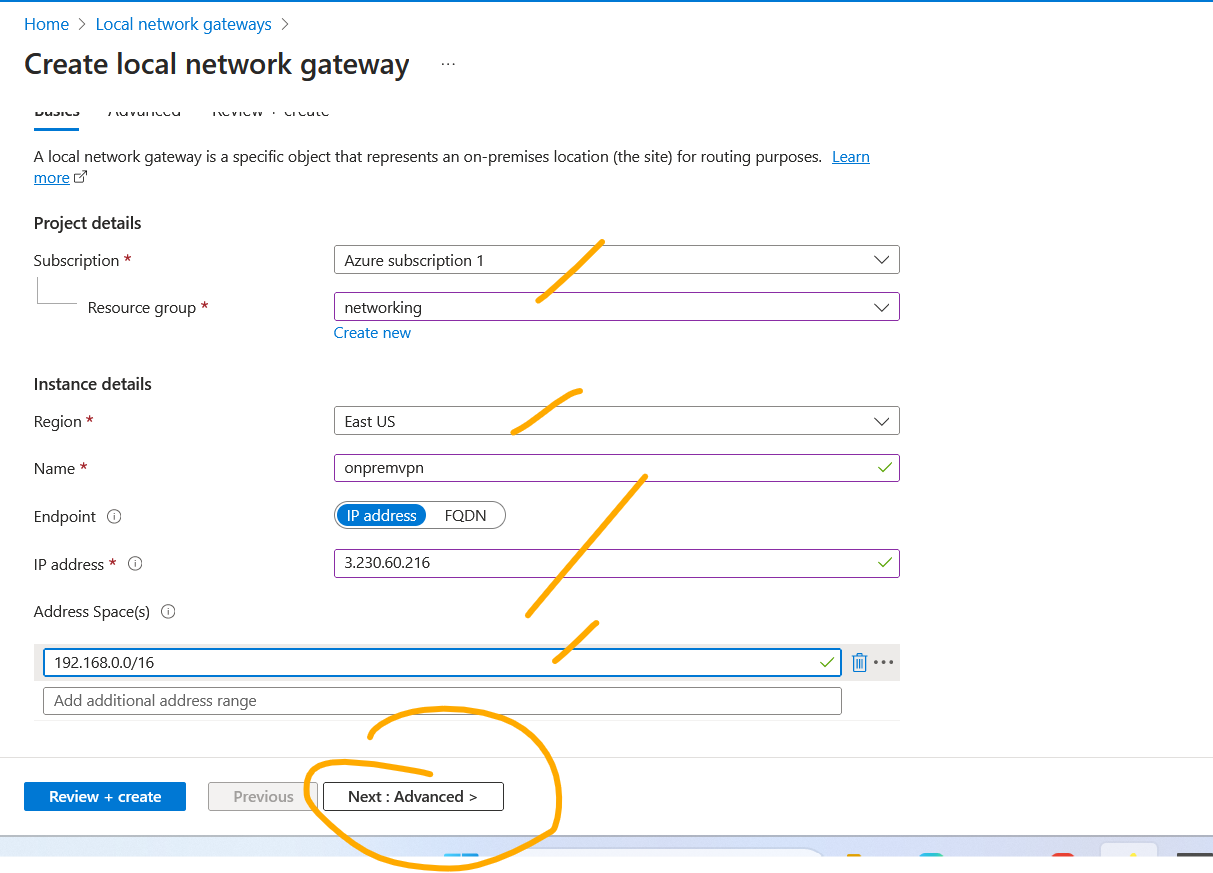 Home > Local network gateways >
Create local network gateway ...
Basics Advanced Review + create
A local network gateway is a specific object that represents an on-premises location (the site) for routing purposes. Learn
more
Project details
Subscription *
Azure subscription 1
Resource group *
networking
Create new
Instance details
Region *
East US
Name *
onpremvpn
Endpoint
IP address FQDN
IP address *
3.230.60.216
Address Space(s)
192.168.0.0/16
Add additional address range
Review + create Previous Next : Advanced >